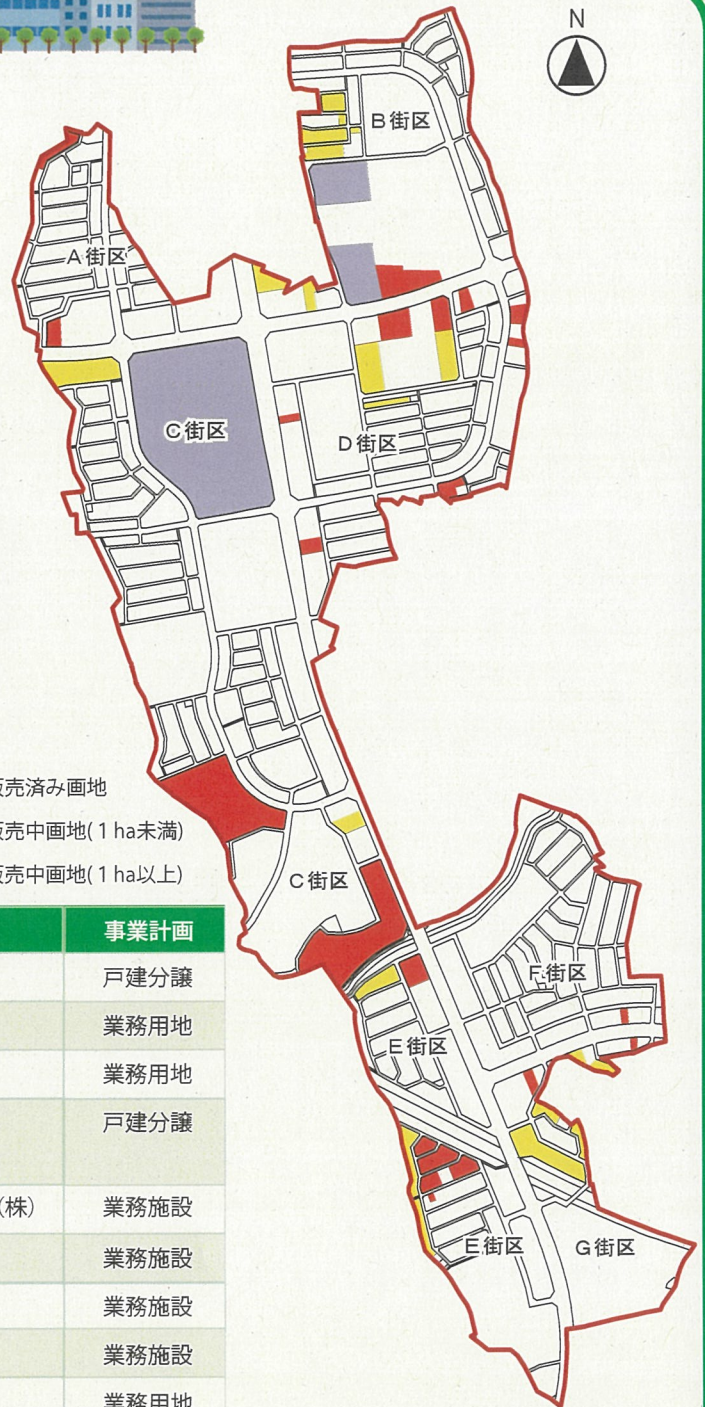 N
B街区
A街区
C街区
D街区
売済み画地
売中画地(1ha未満)
売中画地(1ha以上)
C街区
F街区
E街区
E街区
G街区
事業計画
戸建分譲
業務用地
業務用地
戸建分譲
(株)
業務施設
業務施設
業務施設
業務施設
業務用地